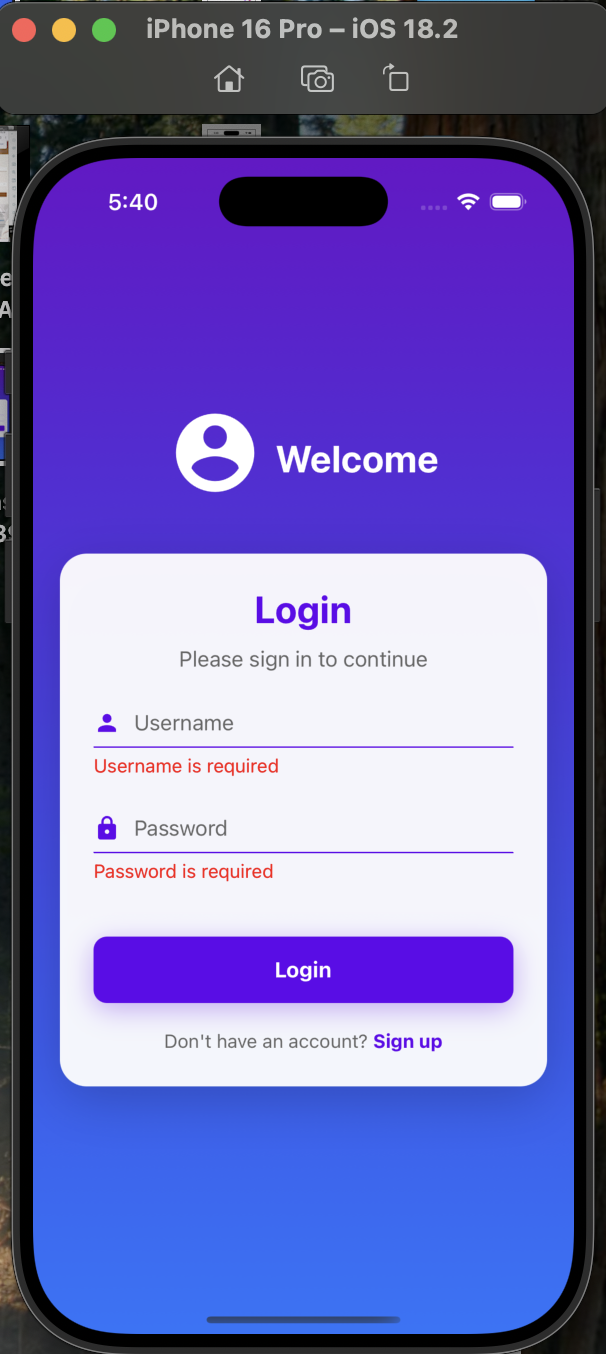 iPhone 16 Pro – iOS 18.2
5:40
Welcome
Login
Please sign in to continue
Username
Username is required
Password
Password is required
Login
Don't have an account? Sign up